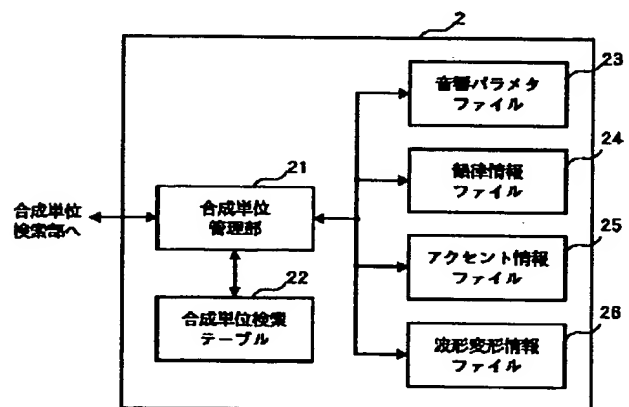 2
23
音響パラメタ
ファイル
24
韻律情報
ファイル
21
合成単位
管理部
合成単位
検索部へ
25
アクセント情報
ファイル
22
合成単位検索
テーブル
26
波形変形情報
ファイル